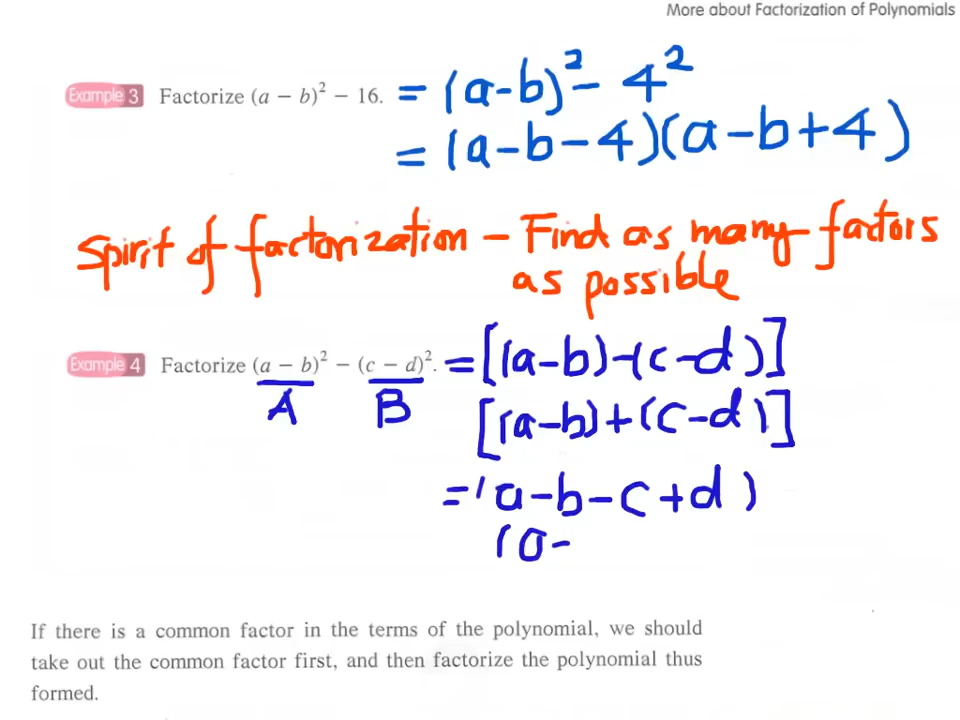 More about Factorization of Polynomials
Example 3 Factorize (a − b)² − 16. = (a-b)² - 4²
= (a-b-4)(a-b+4)
Spirit of factorization - Find as many factors
as possible
Example 4 Factorize (a − b)² − (c − d)². = [(a-b)-(c-d)]
A B [(a-b)+(c-d)]
=(a-b-c+d)
(a-
If there is a common factor in the terms of the polynomial, we should
take out the common factor first, and then factorize the polynomial thus
formed.